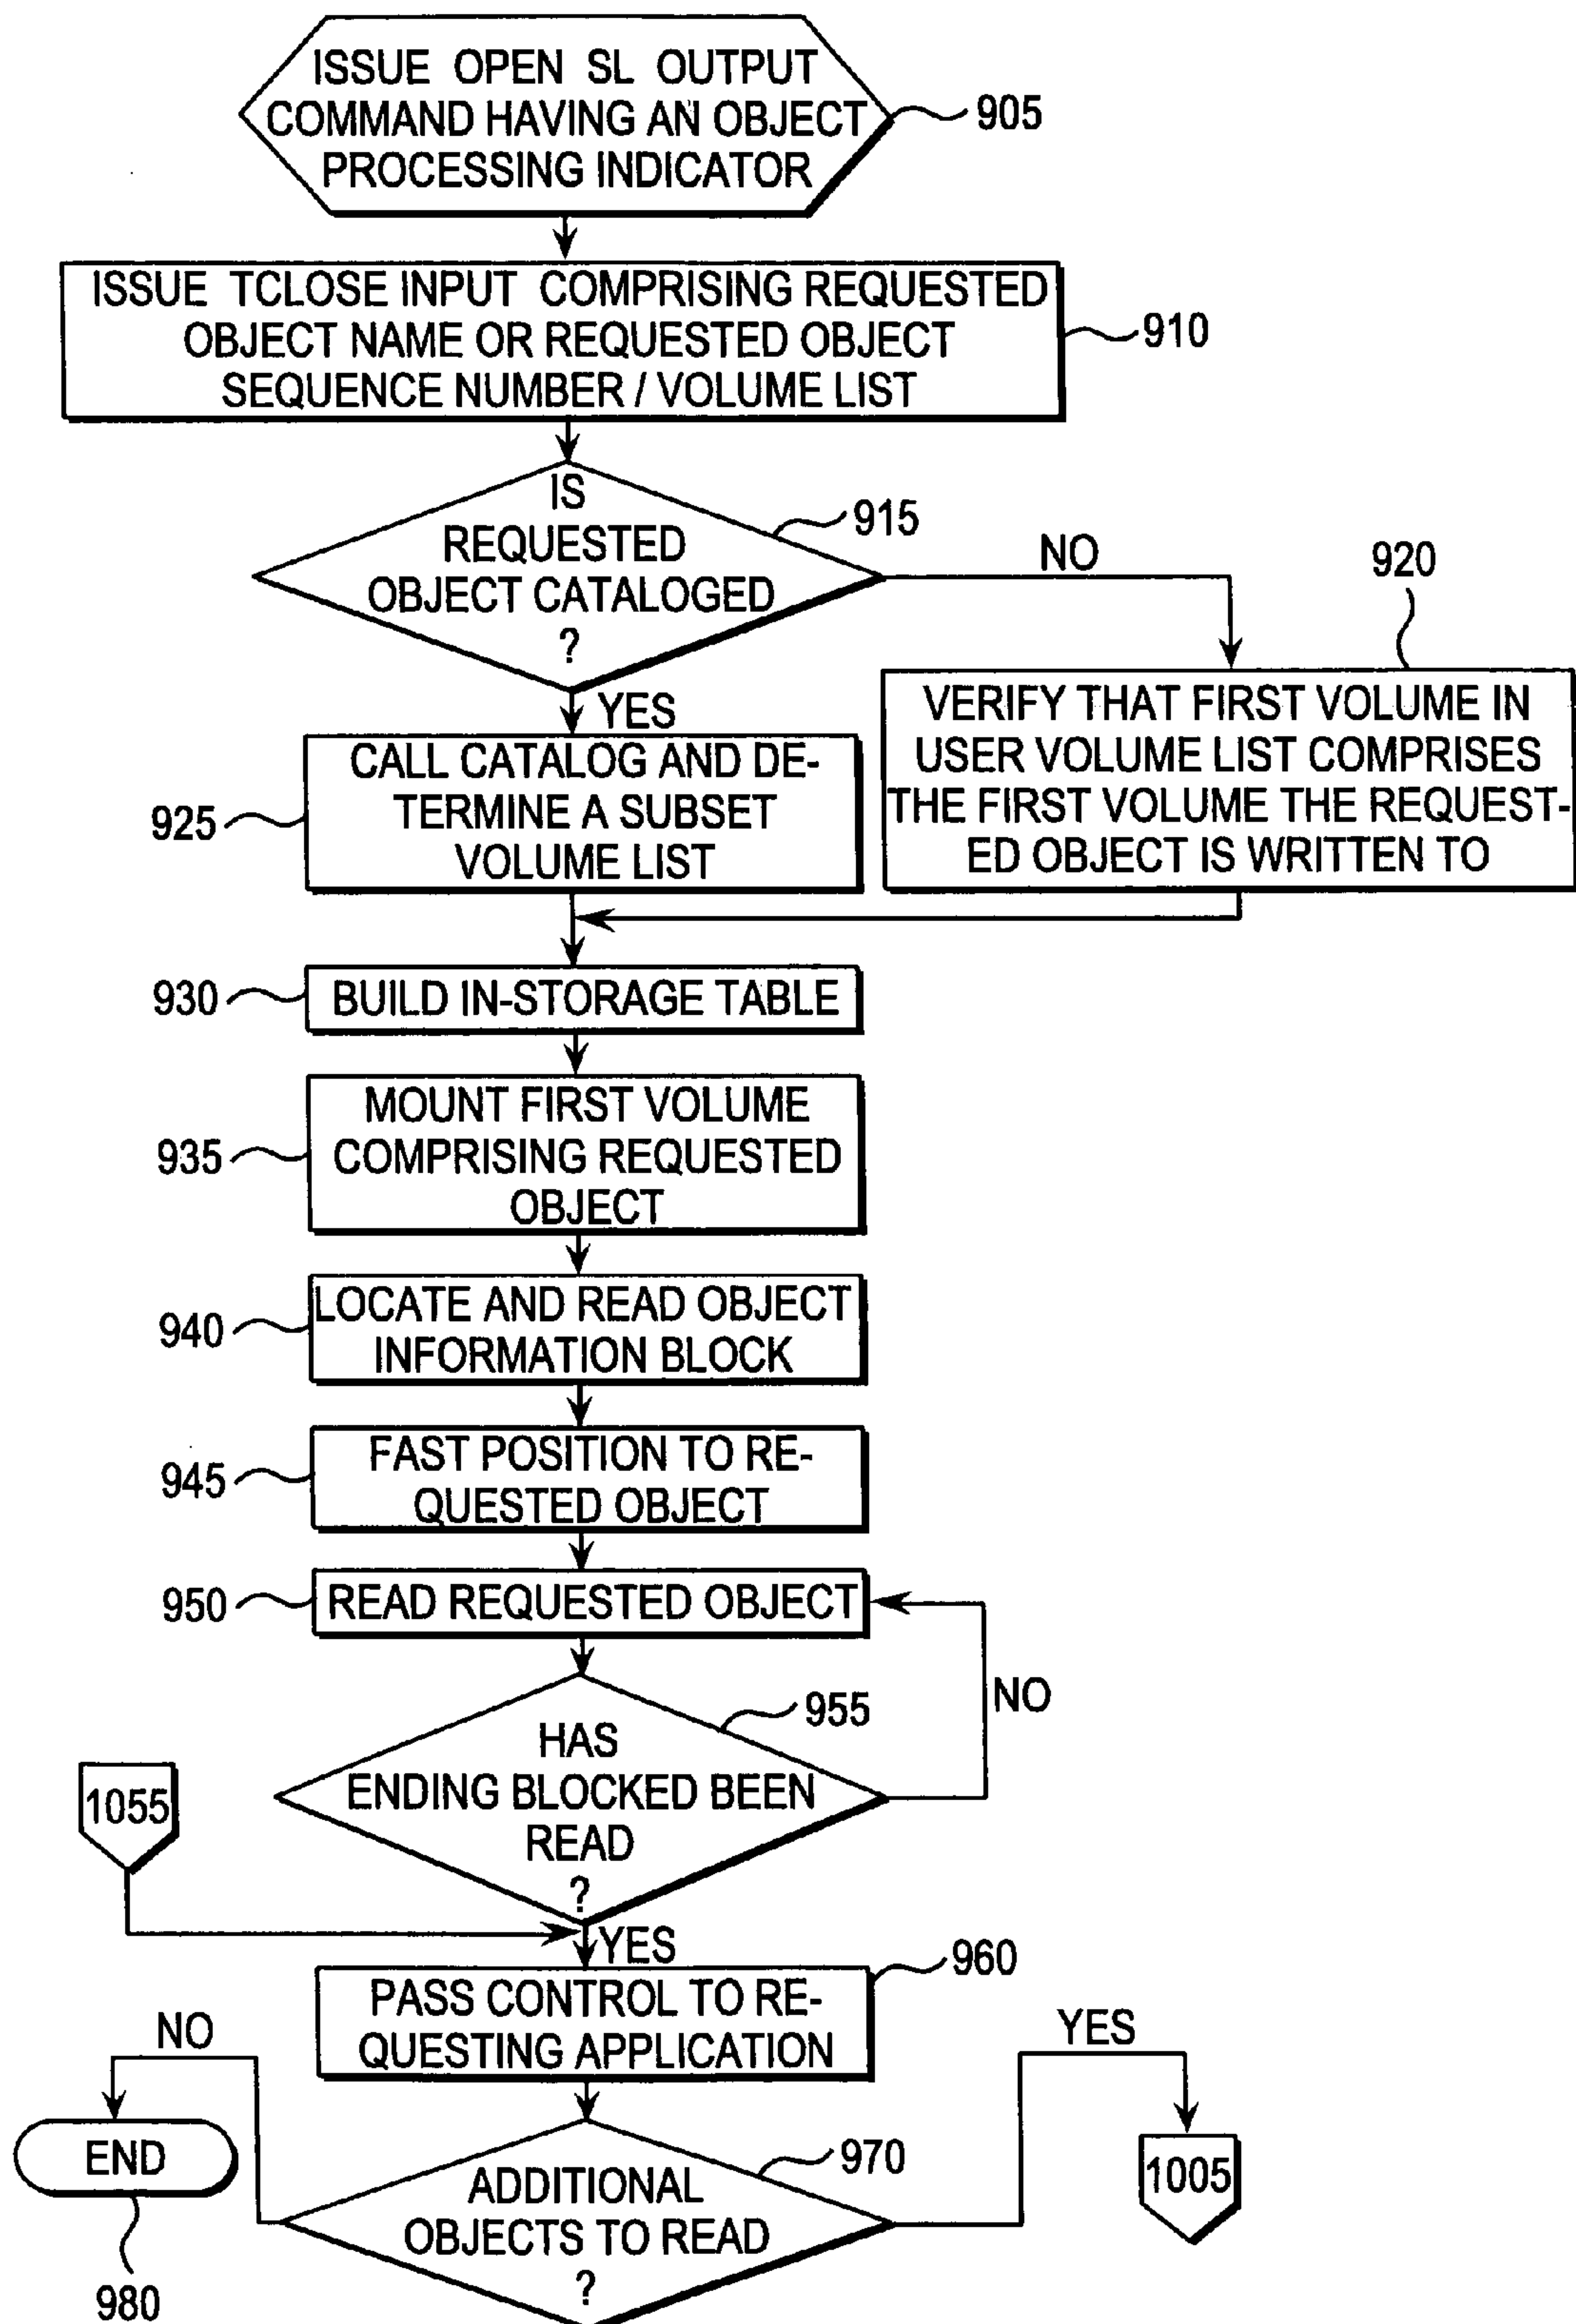 ISSUE OPEN SL OUTPUT
COMMAND HAVING AN OBJECT
PROCESSING INDICATOR
905
ISSUE TCLOSE INPUT COMPRISING REQUESTED
OBJECT NAME OR REQUESTED OBJECT
SEQUENCE NUMBER / VOLUME LIST
910
IS
REQUESTED
OBJECT CATALOGED
?
915
NO
920
YES
VERIFY THAT FIRST VOLUME IN
USER VOLUME LIST COMPRISES
THE FIRST VOLUME THE REQUEST-
ED OBJECT IS WRITTEN TO
CALL CATALOG AND DE-
TERMINE A SUBSET
VOLUME LIST
925
BUILD IN-STORAGE TABLE
930
MOUNT FIRST VOLUME
COMPRISING REQUESTED
OBJECT
935
LOCATE AND READ OBJECT
INFORMATION BLOCK
940
FAST POSITION TO RE-
QUESTED OBJECT
945
READ REQUESTED OBJECT
950
NO
955
HAS
ENDING BLOCKED BEEN
READ
?
1055
YES
960
PASS CONTROL TO RE-
QUESTING APPLICATION
NO
YES
END
980
970
ADDITIONAL
OBJECTS TO READ
?
1005